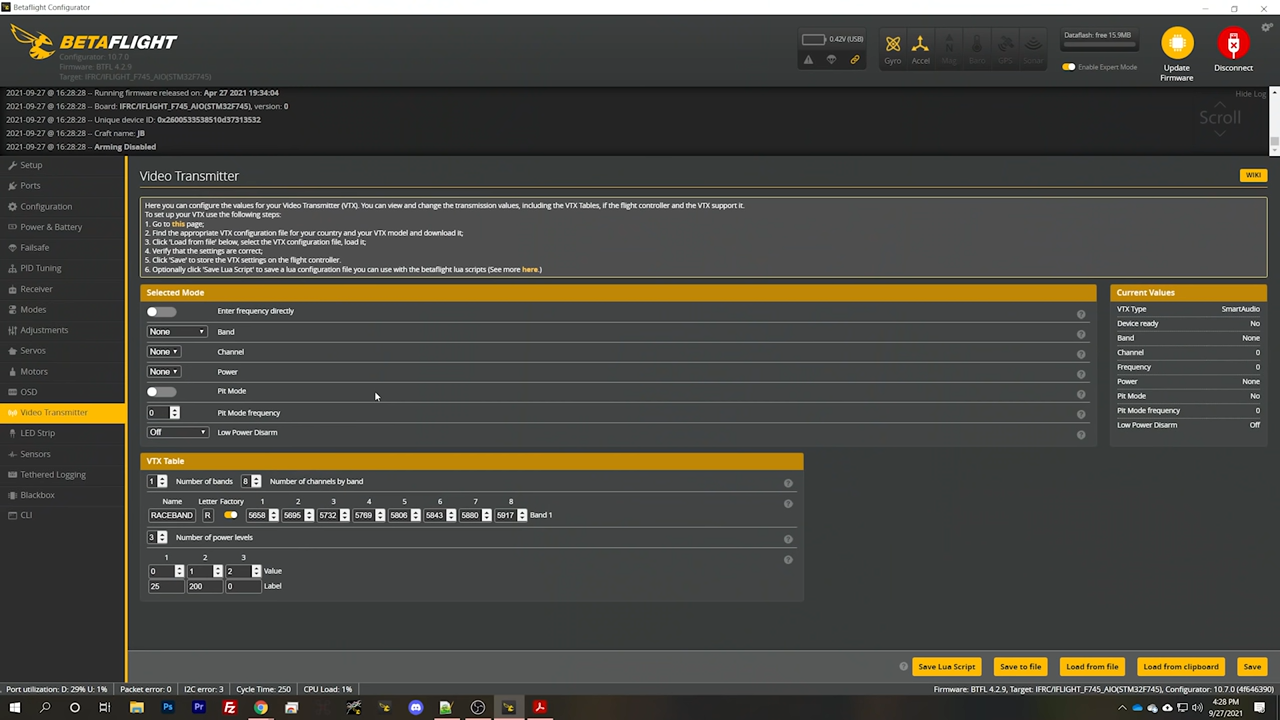 Betaflight Configurator
BETAFLIGHT
Configurator: 10.7.0
Firmware: BTFL 4.2.9
Target: IFRC/IFLIGHT_F745_AIO(STM32F745)
0.42V (USB)
Gyro Accel Mag Baro GPS Sonar
Dataflash: free 15.9MB
Enable Expert Mode
Update Firmware
Disconnect
2021-09-27 @ 16:28:28 -- Running firmware released on: Apr 27 2021 19:34:04
2021-09-27 @ 16:28:28 -- Board: IFRC/IFLIGHT_F745_AIO(STM32F745), version: 0
2021-09-27 @ 16:28:28 -- Unique device ID: 0x2600533538510d37313532
2021-09-27 @ 16:28:28 -- Craft name: JB
2021-09-27 @ 16:28:28 -- Arming Disabled
Hide Log
Scroll
Setup
Ports
Configuration
Power & Battery
Failsafe
PID Tuning
Receiver
Modes
Adjustments
Servos
Motors
OSD
Video Transmitter
LED Strip
Sensors
Tethered Logging
Blackbox
CLI
Video Transmitter
WIKI
Here you can configure the values for your Video Transmitter (VTX). You can view and change the transmission values, including the VTX Tables, if the flight controller and the VTX support it.
To set up your VTX use the following steps:
1. Go to this page;
2. Find the appropriate VTX configuration file for your country and your VTX model and download it;
3. Click 'Load from file' below, select the VTX configuration file, load it;
4. Verify that the settings are correct;
5. Click 'Save' to store the VTX settings on the flight controller.
6. Optionally click 'Save Lua Script' to save a lua configuration file you can use with the betaflight lua scripts (See more here.)
Selected Mode
Enter frequency directly
None Band
None Channel
None Power
Pit Mode
0 Pit Mode frequency
Off Low Power Disarm
Current Values
VTX Type SmartAudio
Device ready No
Band None
Channel 0
Frequency 0
Power None
Pit Mode No
Pit Mode frequency 0
Low Power Disarm Off
VTX Table
1 Number of bands 8 Number of channels by band
Name Letter Factory 1 2 3 4 5 6 7 8
RACEBAND R 5658 5695 5732 5769 5806 5843 5880 5917 Band 1
3 Number of power levels
1 2 3
0 1 2 Value
25 200 0 Label
Save Lua Script Save to file Load from file Load from clipboard Save
Port utilization: D: 29% U: 1% Packet error: 0 I2C error: 3 Cycle Time: 250 CPU Load: 1% Firmware: BTFL 4.2.9, Target: IFRC/IFLIGHT_F745_AIO(STM32F745), Configurator: 10.7.0 (4f646390)
4:28 PM
9/27/2021